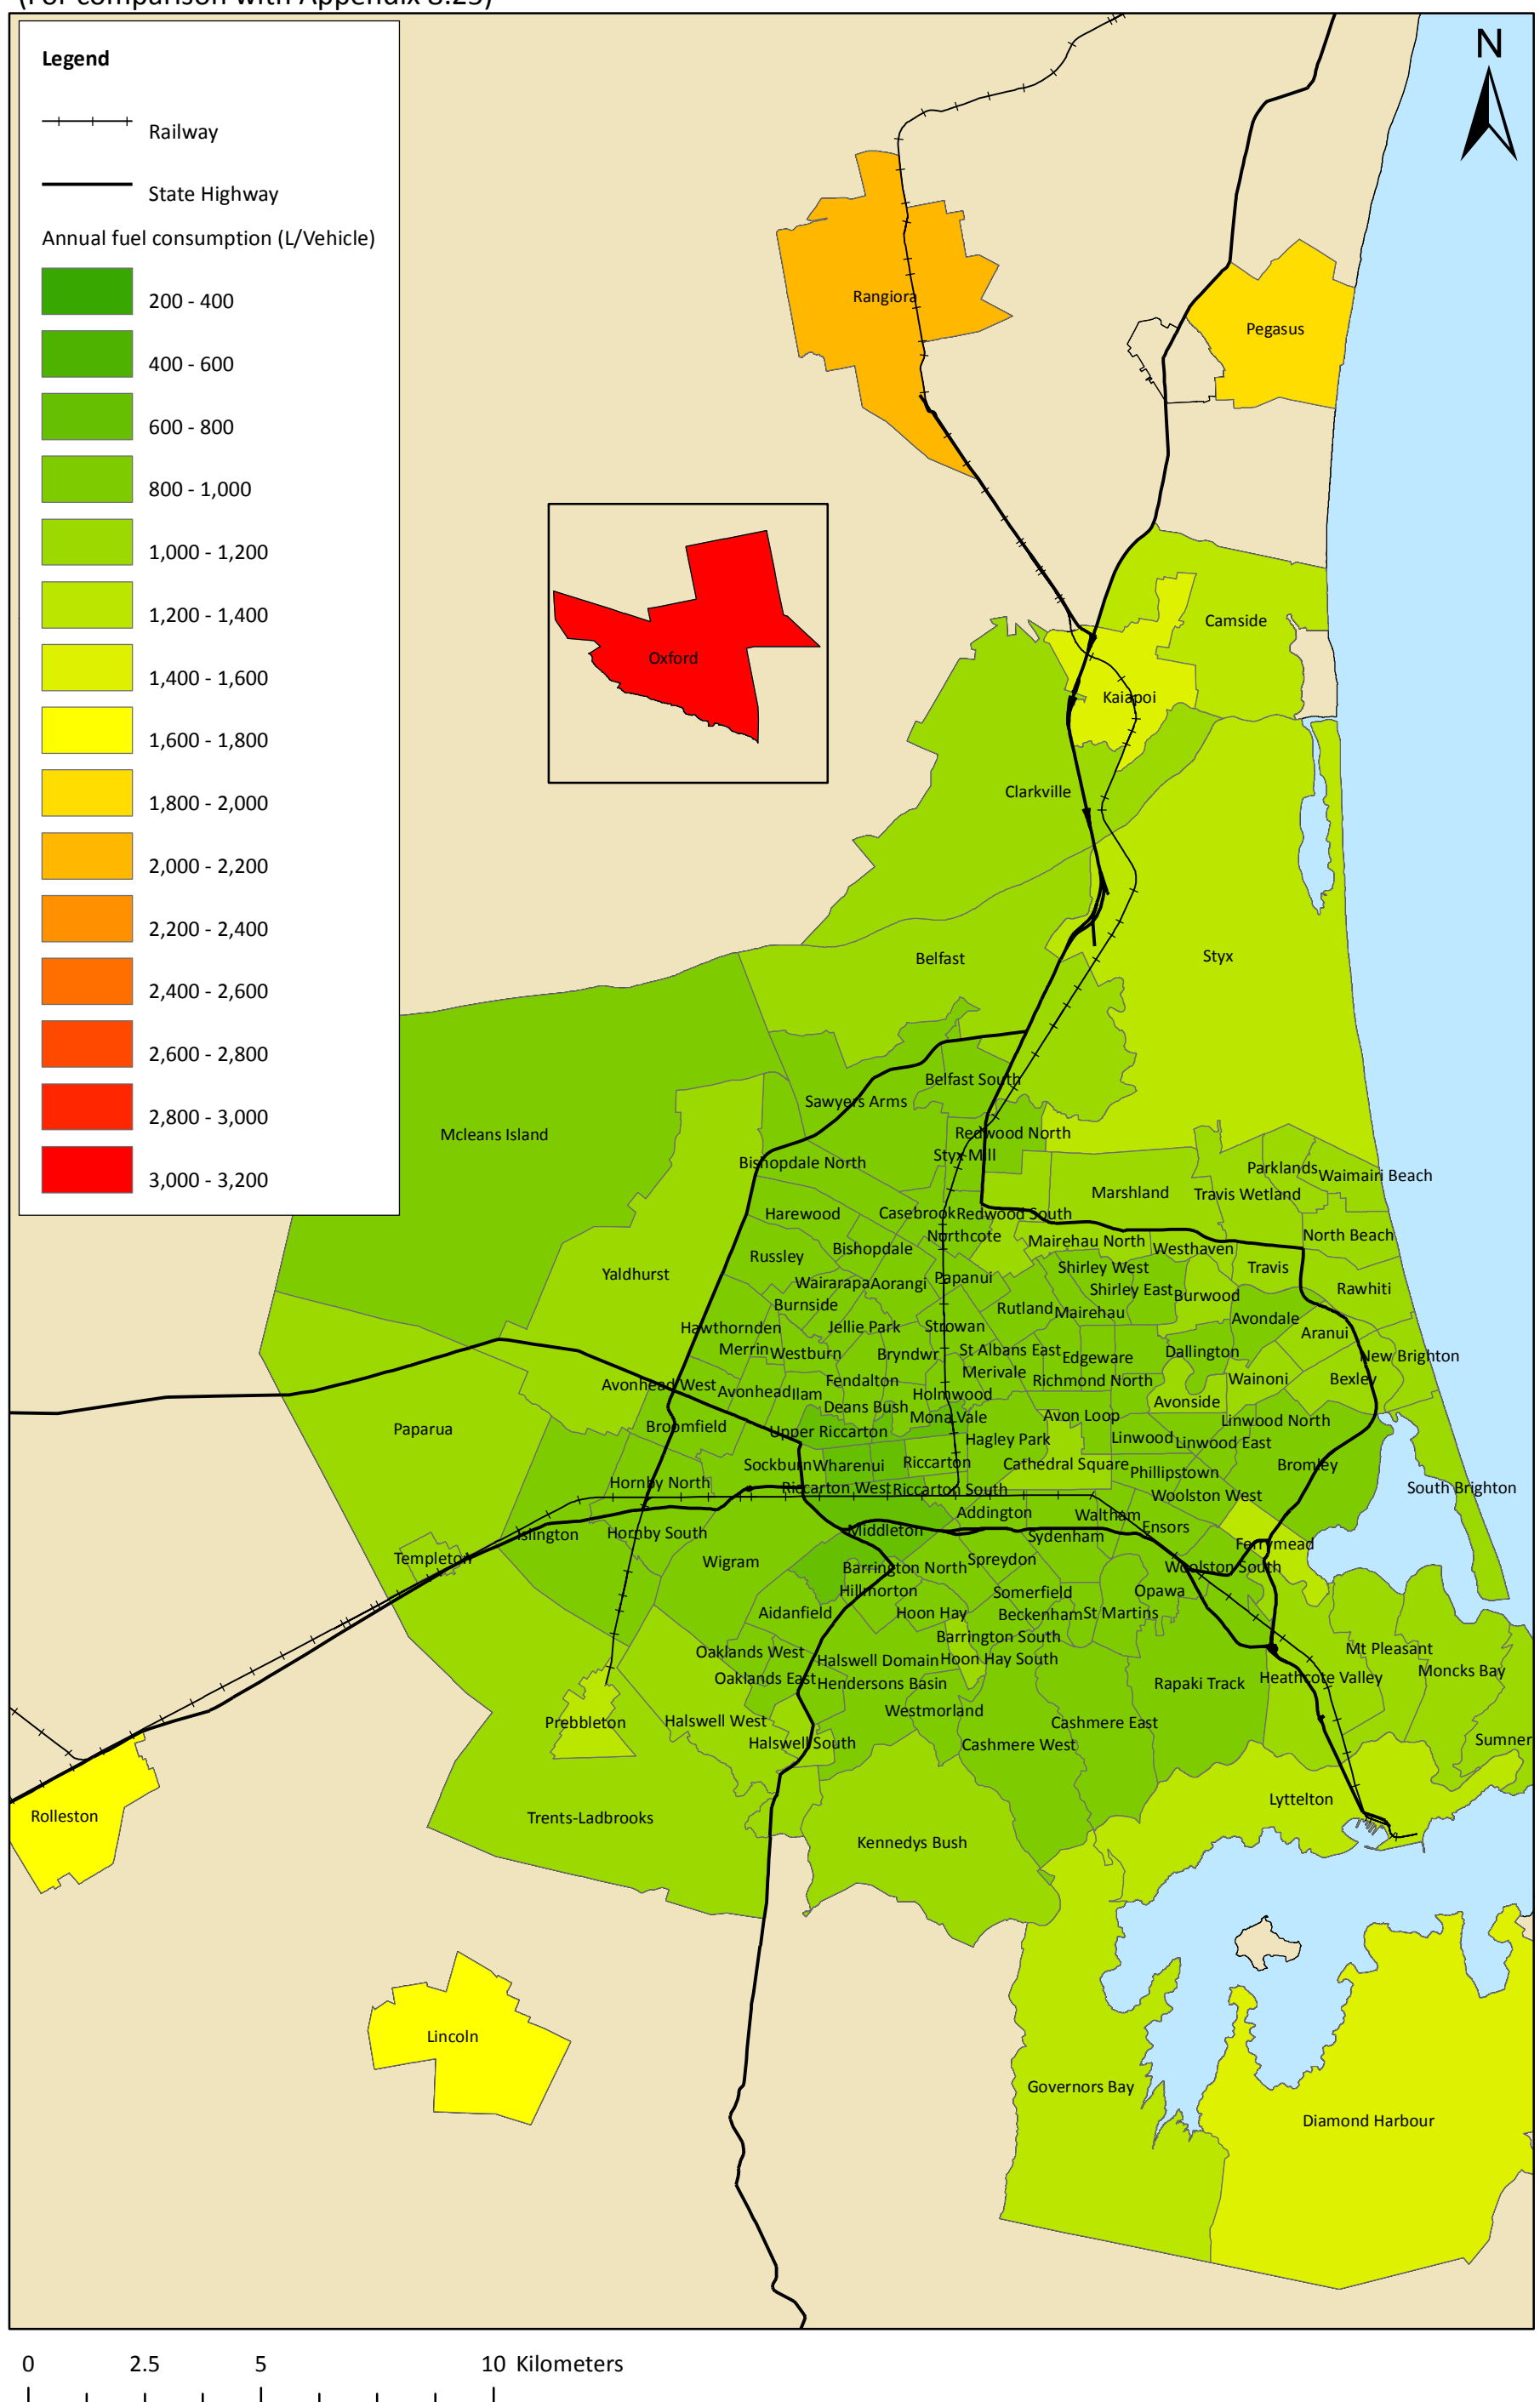 (For comparison with Appendix 8.23)
Legend
Railway
State Highway
Annual fuel consumption (L/Vehicle)
200 - 400
400 - 600
600 - 800
800 - 1,000
1,000 - 1,200
1,200 - 1,400
1,400 - 1,600
1,600 - 1,800
1,800 - 2,000
2,000 - 2,200
2,200 - 2,400
2,400 - 2,600
2,600 - 2,800
2,800 - 3,000
3,000 - 3,200
N
Rangiora
Pegasus
Oxford
Camside
Kaiapoi
Clarkville
Belfast
Styx
Belfast South
Sawyers Arms
Mcleans Island
Redwood North
Styx Mill
Bishopdale North
Parklands
Waimairi Beach
Marshland
Travis Wetland
Harewood
Casebrook
Redwood South
Northcote
Mairehau North
Westhaven
North Beach
Russley
Bishopdale
Yaldhurst
Shirley West
Travis
Wairarapa
Aorangi
Papanui
Shirley East
Burwood
Rawhiti
Burnside
Rutland
Mairehau
Avondale
Hawthornden
Jellie Park
Strowan
Aranui
Merrin
Westburn
Bryndwr
St Albans East
Edgeware
Dallington
New Brighton
Merivale
Avonhead West
Fendalton
Richmond North
Wainoni
Bexley
Avonhead
Ilam
Holmwood
Avonside
Deans Bush
Mona Vale
Avon Loop
Linwood North
Paparua
Broomfield
Upper Riccarton
Hagley Park
Linwood
Linwood East
Sockburn
Wharenui
Riccarton
Cathedral Square
Phillipstown
Bromley
Hornby North
Riccarton West
Riccarton South
Woolston West
South Brighton
Addington
Waltham
Ensors
Islington
Hornby South
Middleton
Sydenham
Ferrymead
Templeton
Wigram
Barrington North
Spreydon
Woolston South
Hillmorton
Somerfield
Opawa
Aidanfield
Hoon Hay
Beckenham
St Martins
Barrington South
Oaklands West
Halswell Domain
Hoon Hay South
Mt Pleasant
Oaklands East
Hendersons Basin
Rapaki Track
Heathcote Valley
Moncks Bay
Prebbleton
Halswell West
Westmorland
Cashmere East
Halswell South
Cashmere West
Sumner
Rolleston
Trents-Ladbrooks
Lyttelton
Kennedys Bush
Lincoln
Governors Bay
Diamond Harbour
0 2.5 5 10 Kilometers